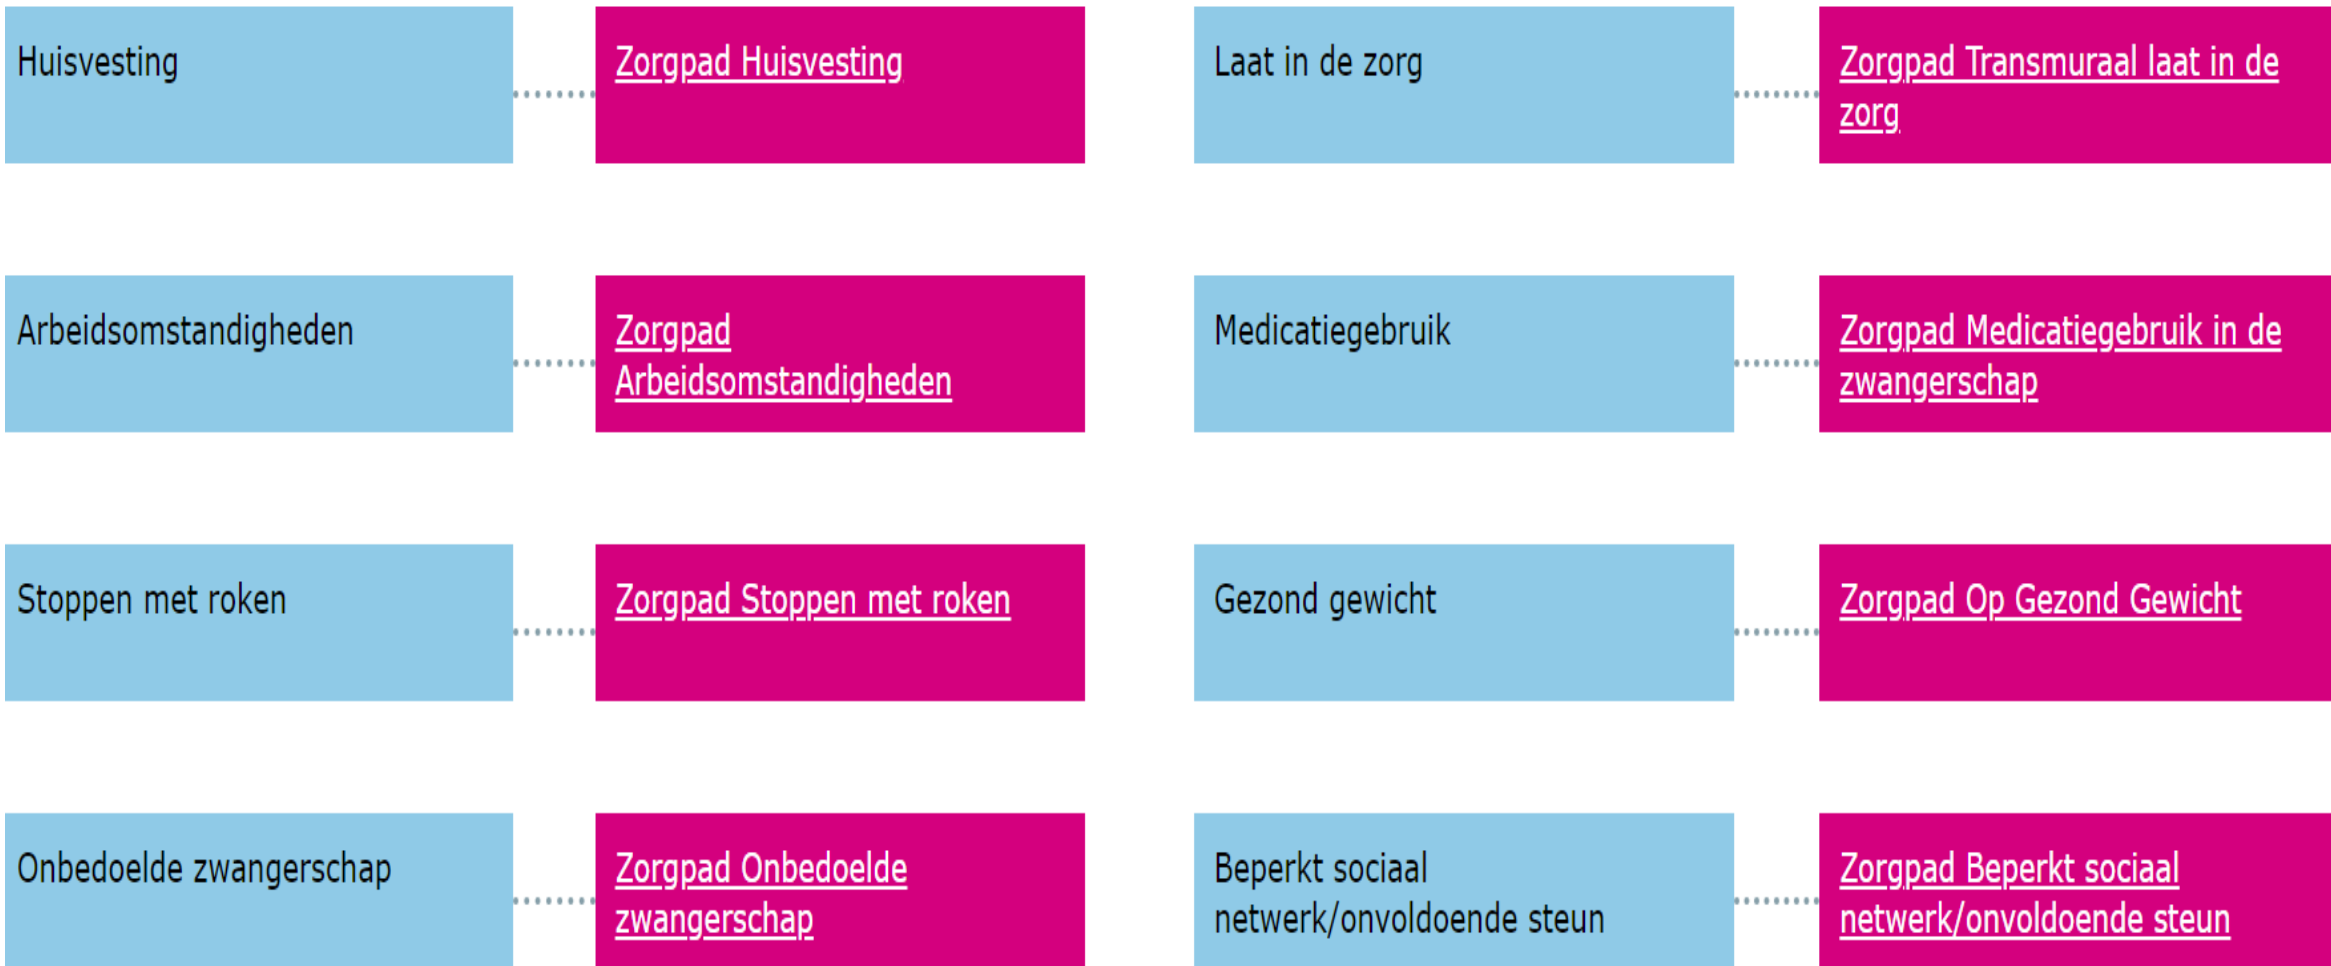 Huisvesting
Zorgpad Huisvesting
Laat in de zorg
Zorgpad Transmuraal laat in de
zorg
Arbeidsomstandigheden
Zorgpad
Arbeidsomstandigheden
Medicatiegebruik
Zorgpad Medicatiegebruik in de
zwangerschap
Stoppen met roken
Zorgpad Stoppen met roken
Gezond gewicht
Zorgpad Op Gezond Gewicht
Onbedoelde zwangerschap
Zorgpad Onbedoelde
zwangerschap
Beperkt sociaal
netwerk/onvoldoende steun
Zorgpad Beperkt sociaal
netwerk/onvoldoende steun